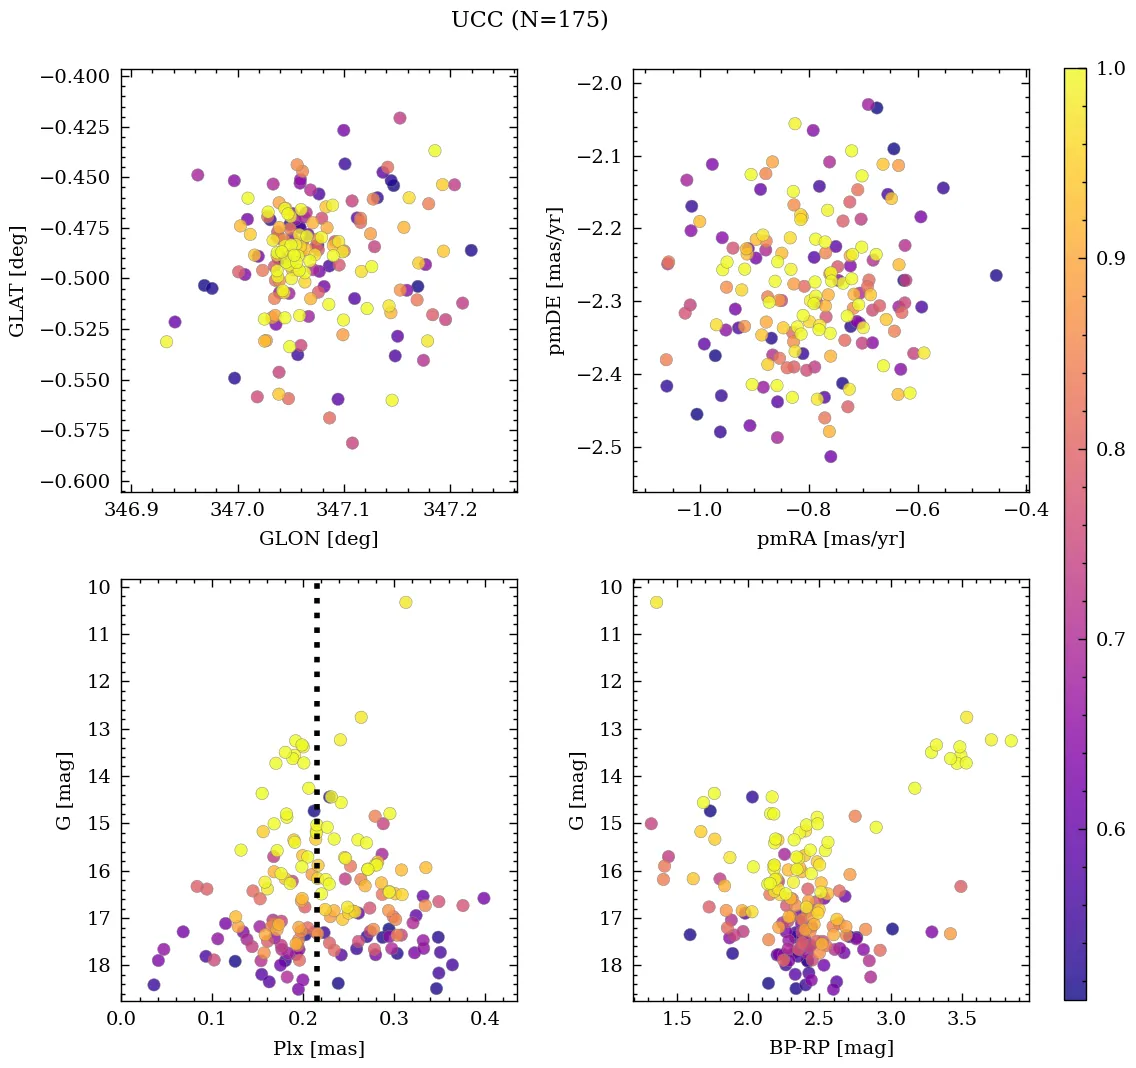 UCC (N=175)
−0.400
−0.425
−0.450
−0.475
−0.500
−0.525
−0.550
−0.575
−0.600
GLAT [deg]
346.9 347.0 347.1 347.2
GLON [deg]
−2.0
−2.1
−2.2
−2.3
−2.4
−2.5
pmDE [mas/yr]
−1.0 −0.8 −0.6 −0.4
pmRA [mas/yr]
10
11
12
13
14
15
16
17
18
G [mag]
0.0 0.1 0.2 0.3 0.4
Plx [mas]
10
11
12
13
14
15
16
17
18
G [mag]
1.5 2.0 2.5 3.0 3.5
BP-RP [mag]
1.0
0.9
0.8
0.7
0.6